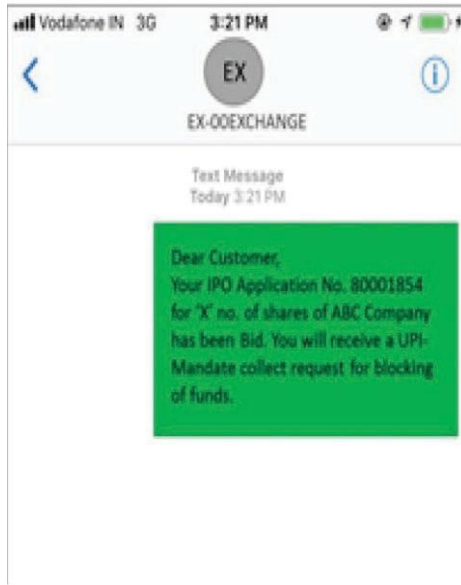 Vodafone IN 3G 3:21 PM
EX
EX-00EXCHANGE
Text Message
Today 3:21 PM
Dear Customer,
Your IPO Application No. 80001854
for "X" no. of shares of ABC Company
has been Bid. You will receive a UPI-
Mandate collect request for blocking
of funds.